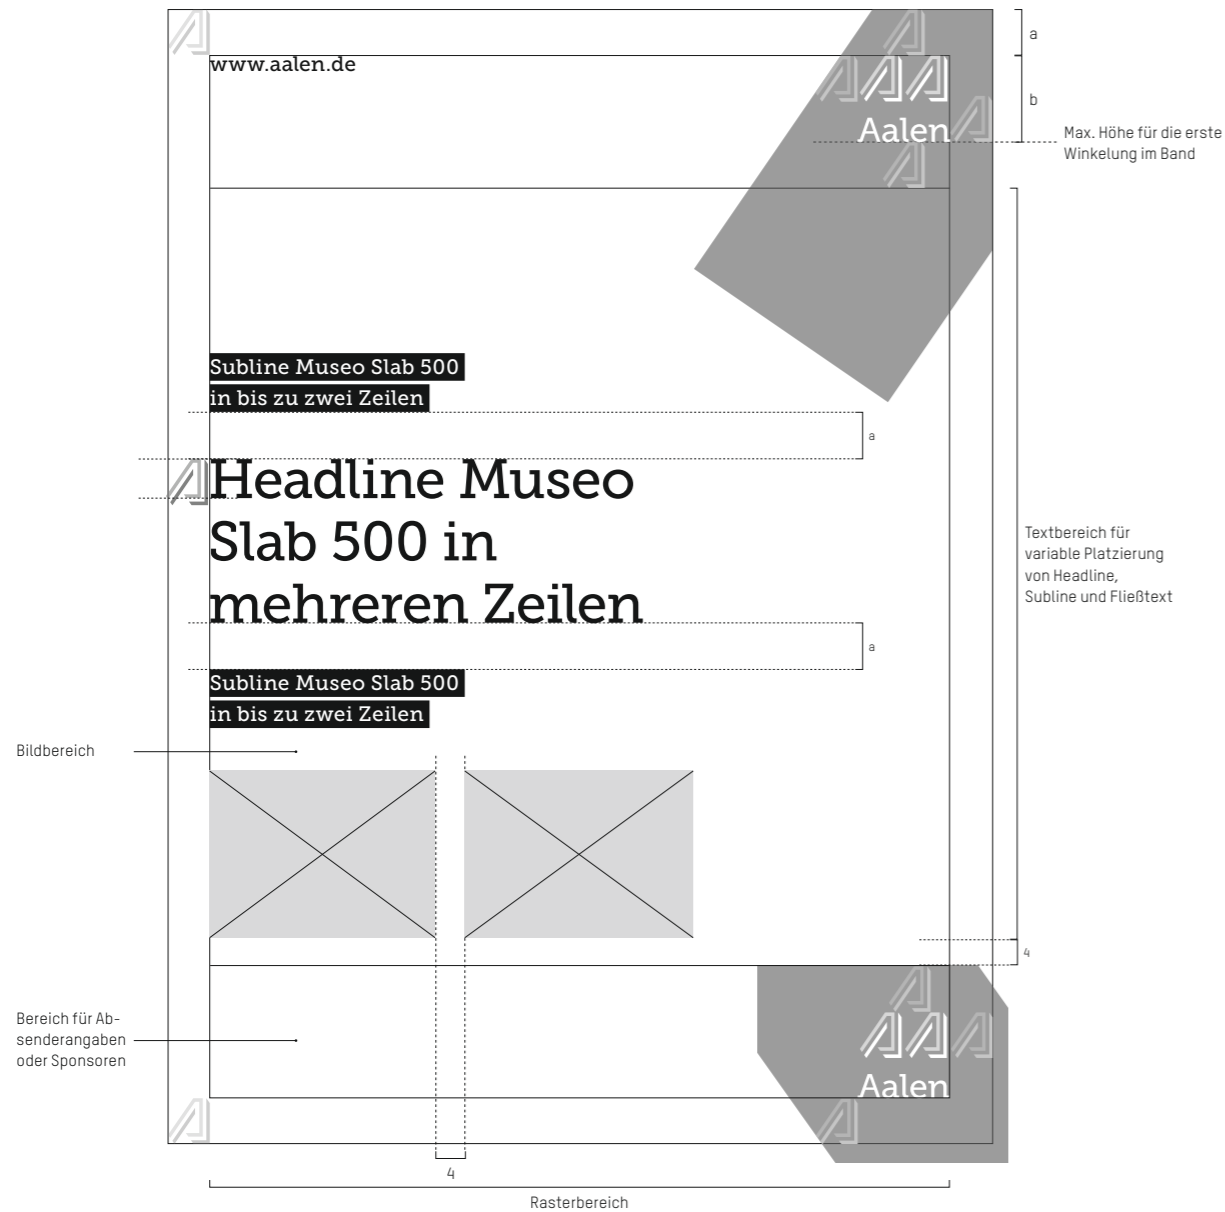 a
www.aalen.de
b
Aalen
Max. Höhe für die erste
Winkelung im Band
Subline Museo Slab 500
in bis zu zwei Zeilen
a
Headline Museo
Slab 500 in
mehreren Zeilen
Textbereich für
variable Platzierung
von Headline,
Subline und Fließtext
a
Subline Museo Slab 500
in bis zu zwei Zeilen
Bildbereich
4
Bereich für Ab-
senderangaben
oder Sponsoren
Aalen
4
Rasterbereich